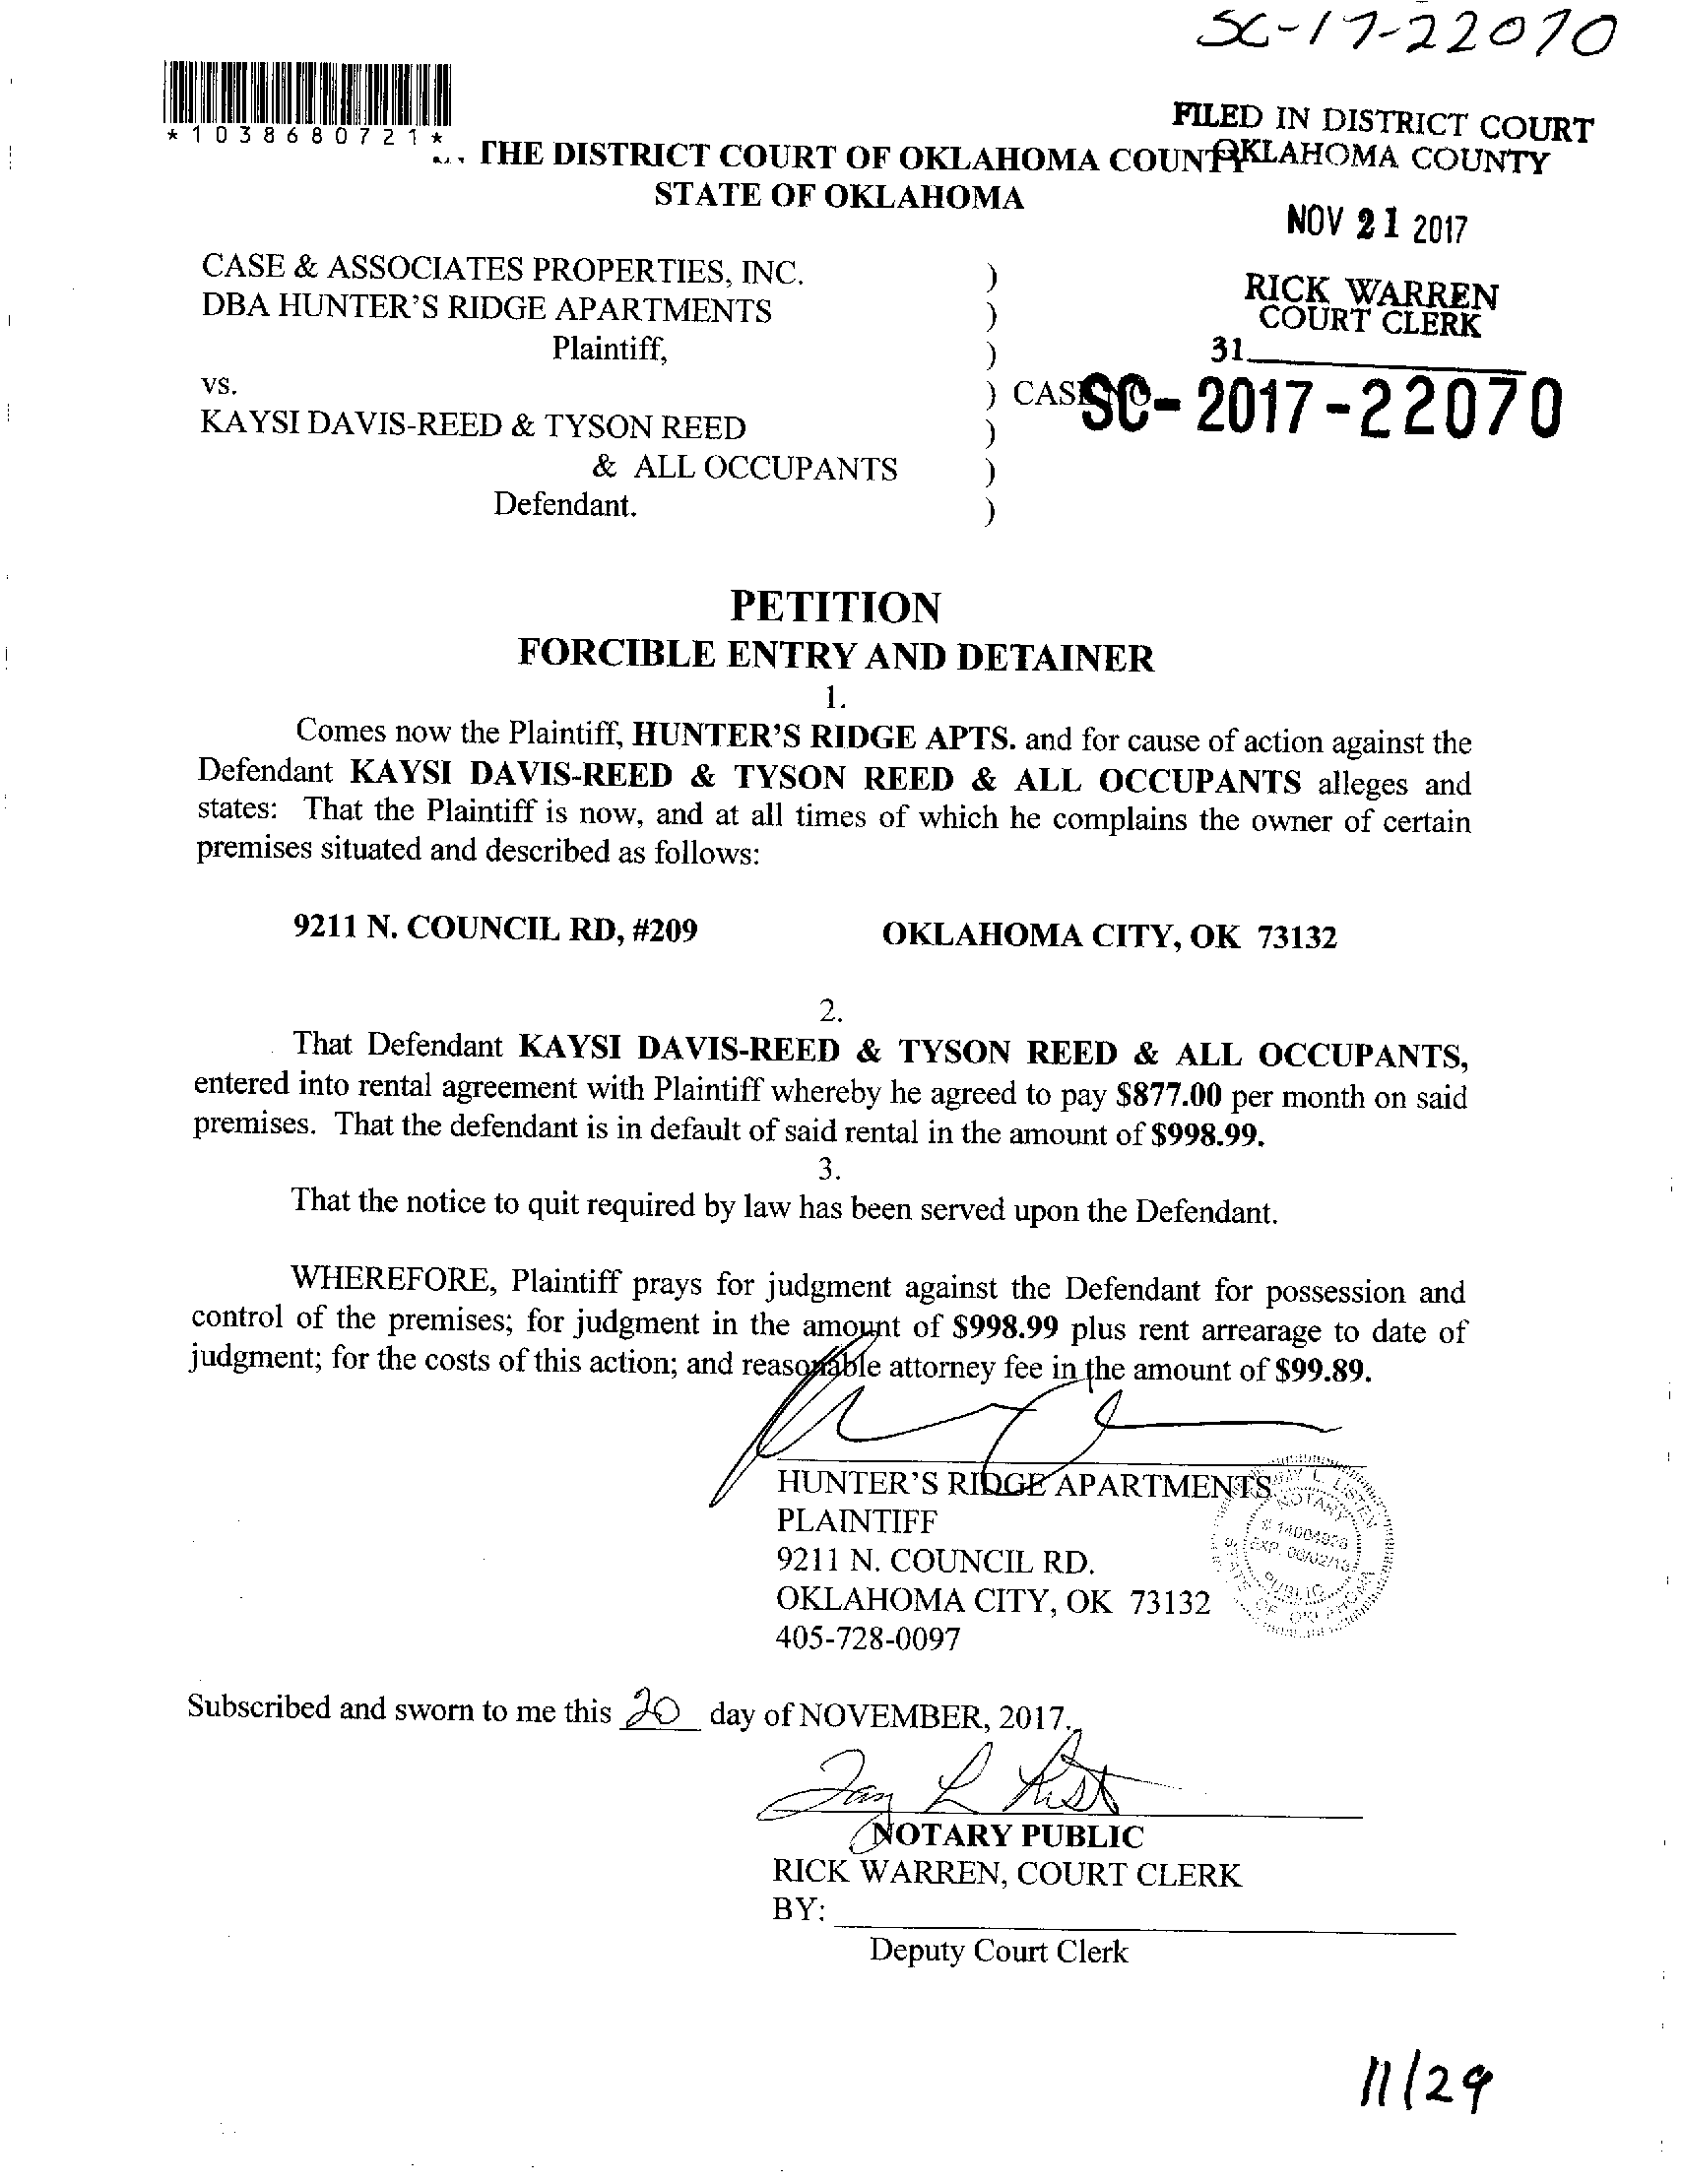 SC-17-22070
*1038680721*
FILED IN DISTRICT COURT
OKLAHOMA COUNTY
THE DISTRICT COURT OF OKLAHOMA COUNTY
STATE OF OKLAHOMA
NOV 21 2017
RICK WARREN
COURT CLERK
31
CASE & ASSOCIATES PROPERTIES, INC. )
DBA HUNTER'S RIDGE APARTMENTS )
Plaintiff, )
vs. ) CASE NO SC-2017-22070
KAYSI DAVIS-REED & TYSON REED )
& ALL OCCUPANTS )
Defendant. )
PETITION
FORCIBLE ENTRY AND DETAINER
1.
Comes now the Plaintiff, HUNTER'S RIDGE APTS. and for cause of action against the
Defendant KAYSI DAVIS-REED & TYSON REED & ALL OCCUPANTS alleges and
states: That the Plaintiff is now, and at all times of which he complains the owner of certain
premises situated and described as follows:
9211 N. COUNCIL RD, #209 OKLAHOMA CITY, OK 73132
2.
That Defendant KAYSI DAVIS-REED & TYSON REED & ALL OCCUPANTS,
entered into rental agreement with Plaintiff whereby he agreed to pay $877.00 per month on said
premises. That the defendant is in default of said rental in the amount of $998.99.
3.
That the notice to quit required by law has been served upon the Defendant.
WHEREFORE, Plaintiff prays for judgment against the Defendant for possession and
control of the premises; for judgment in the amount of $998.99 plus rent arrearage to date of
judgment; for the costs of this action; and reasonable attorney fee in the amount of $99.89.
HUNTER'S RIDGE APARTMENTS
PLAINTIFF
9211 N. COUNCIL RD.
OKLAHOMA CITY, OK 73132
405-728-0097
NOTARY
PUBLIC
STATE OF OKLAHOMA
Subscribed and sworn to me this 20 day of NOVEMBER, 2017.
NOTARY PUBLIC
RICK WARREN, COURT CLERK
BY:
Deputy Court Clerk
11/29